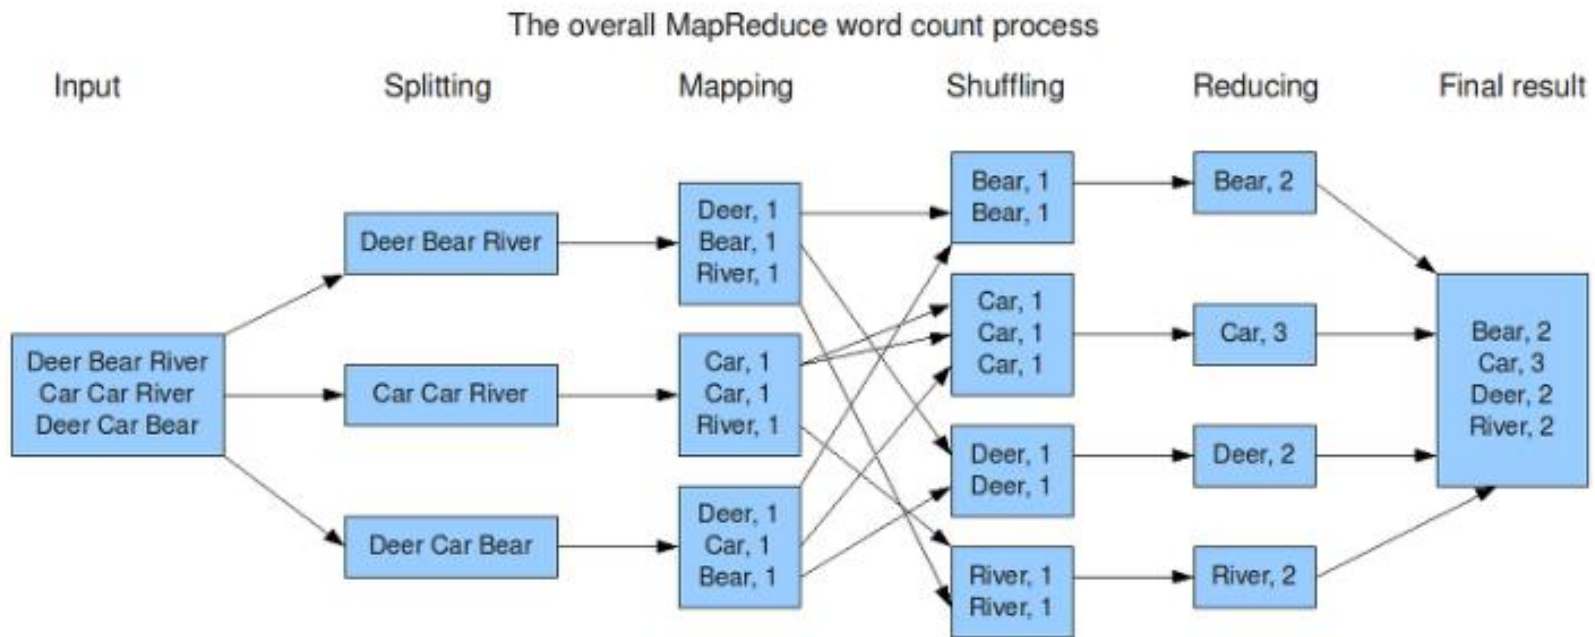 The overall MapReduce word count process
Input
Splitting
Mapping
Shuffling
Reducing
Final result
Deer Bear River
Car Car River
Deer Car Bear
Deer Bear River
Car Car River
Deer Car Bear
Deer, 1
Bear, 1
River, 1
Car, 1
Car, 1
River, 1
Deer, 1
Car, 1
Bear, 1
Bear, 1
Bear, 1
Car, 1
Car, 1
Car, 1
Deer, 1
Deer, 1
River, 1
River, 1
Bear, 2
Car, 3
Deer, 2
River, 2
Bear, 2
Car, 3
Deer, 2
River, 2